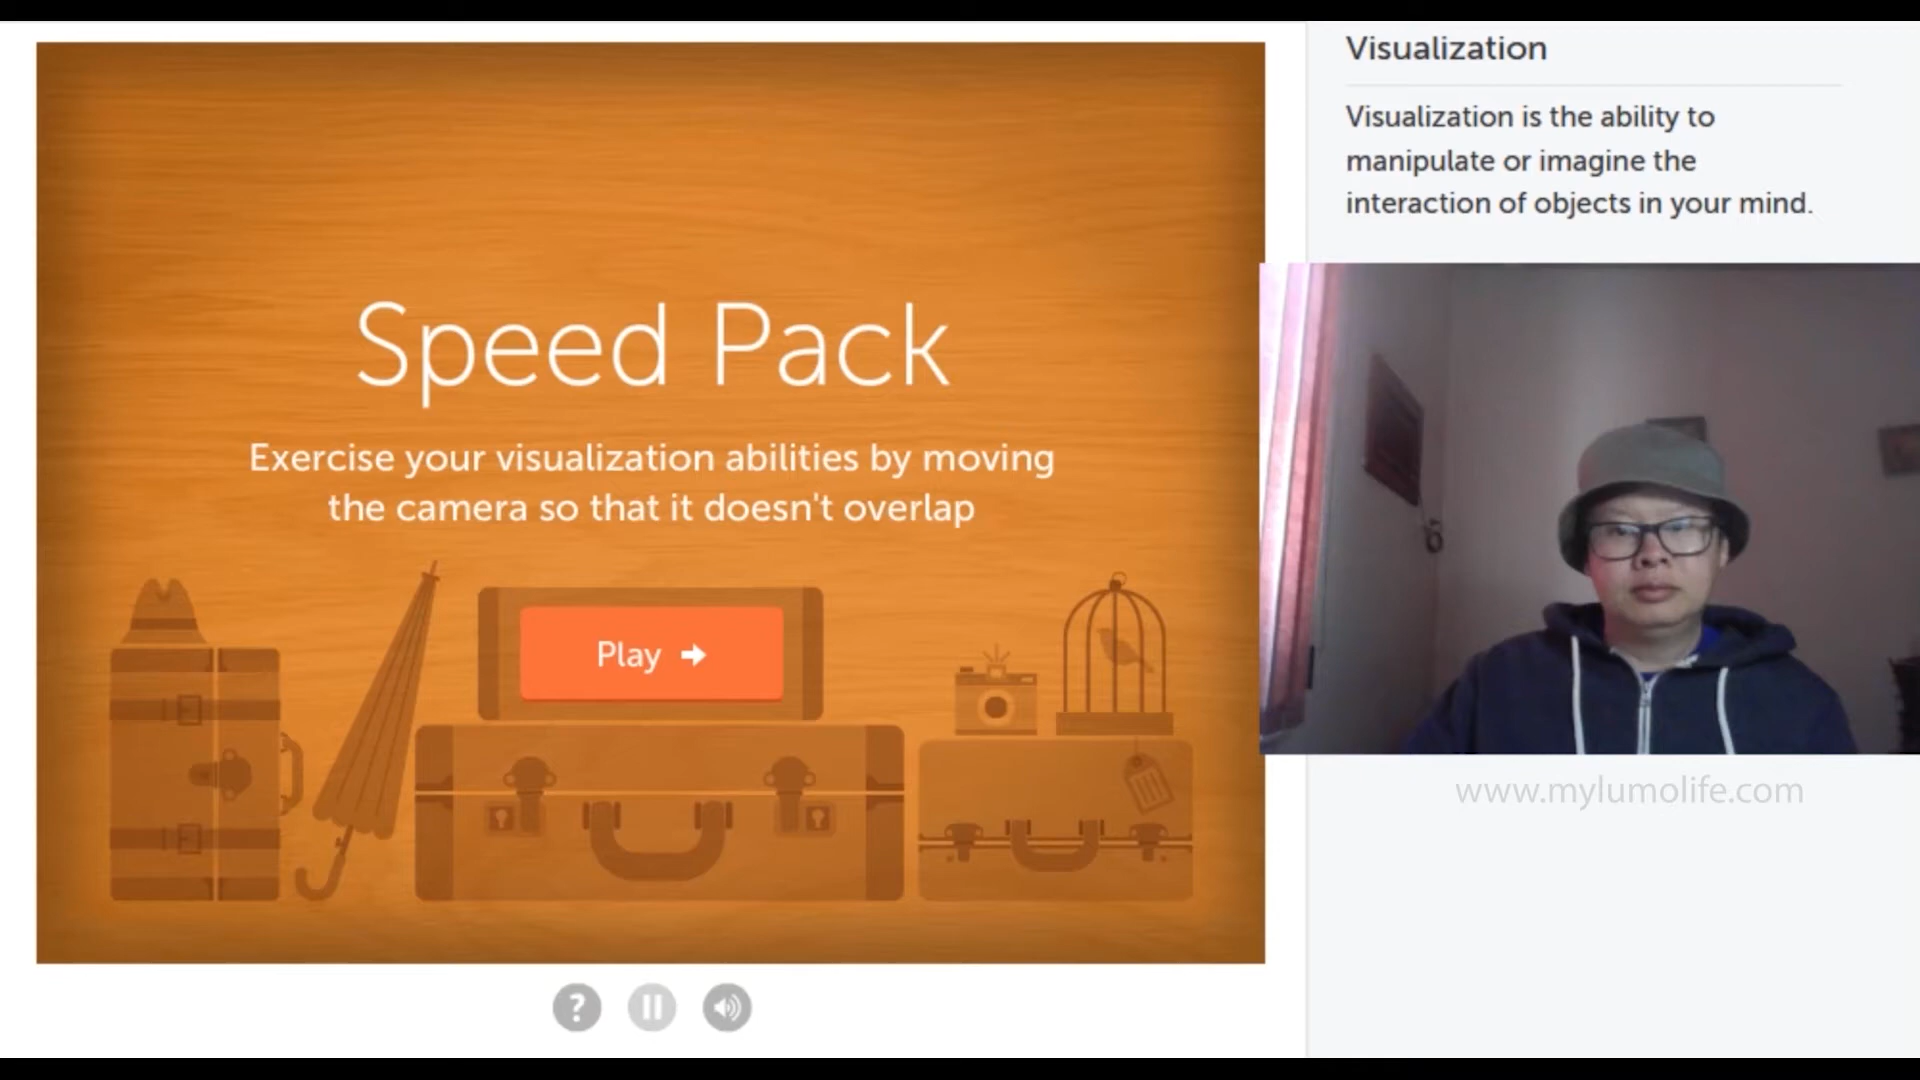 Speed Pack
Exercise your visualization abilities by moving
the camera so that it doesn't overlap
Play
?
Visualization
Visualization is the ability to
manipulate or imagine the
interaction of objects in your mind.
www.mylumolife.com